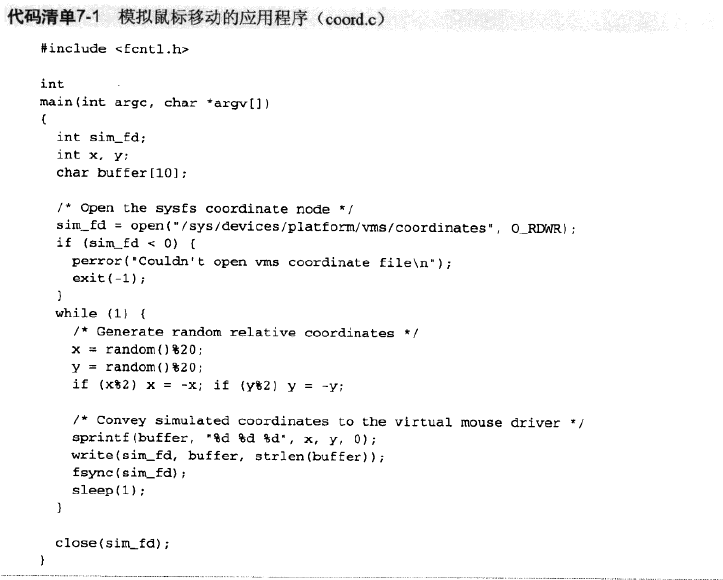 代码清单7-1 模拟鼠标移动的应用程序（coord.c）
#include <fcntl.h>
int
main(int argc, char *argv[])
{
int sim_fd;
int x, y;
char buffer[10];
/* Open the sysfs coordinate node */
sim_fd = open("/sys/devices/platform/vms/coordinates", O_RDWR);
if (sim_fd < 0) {
perror("Couldn't open vms coordinate file\n");
exit(-1);
}
while (1) {
/* Generate random relative coordinates */
x = random()%20;
y = random()%20;
if (x%2) x = -x; if (y%2) y = -y;
/* Convey simulated coordinates to the virtual mouse driver */
sprintf(buffer, "%d %d %d", x, y, 0);
write(sim_fd, buffer, strlen(buffer));
fsync(sim_fd);
sleep(1);
}
close(sim_fd);
}